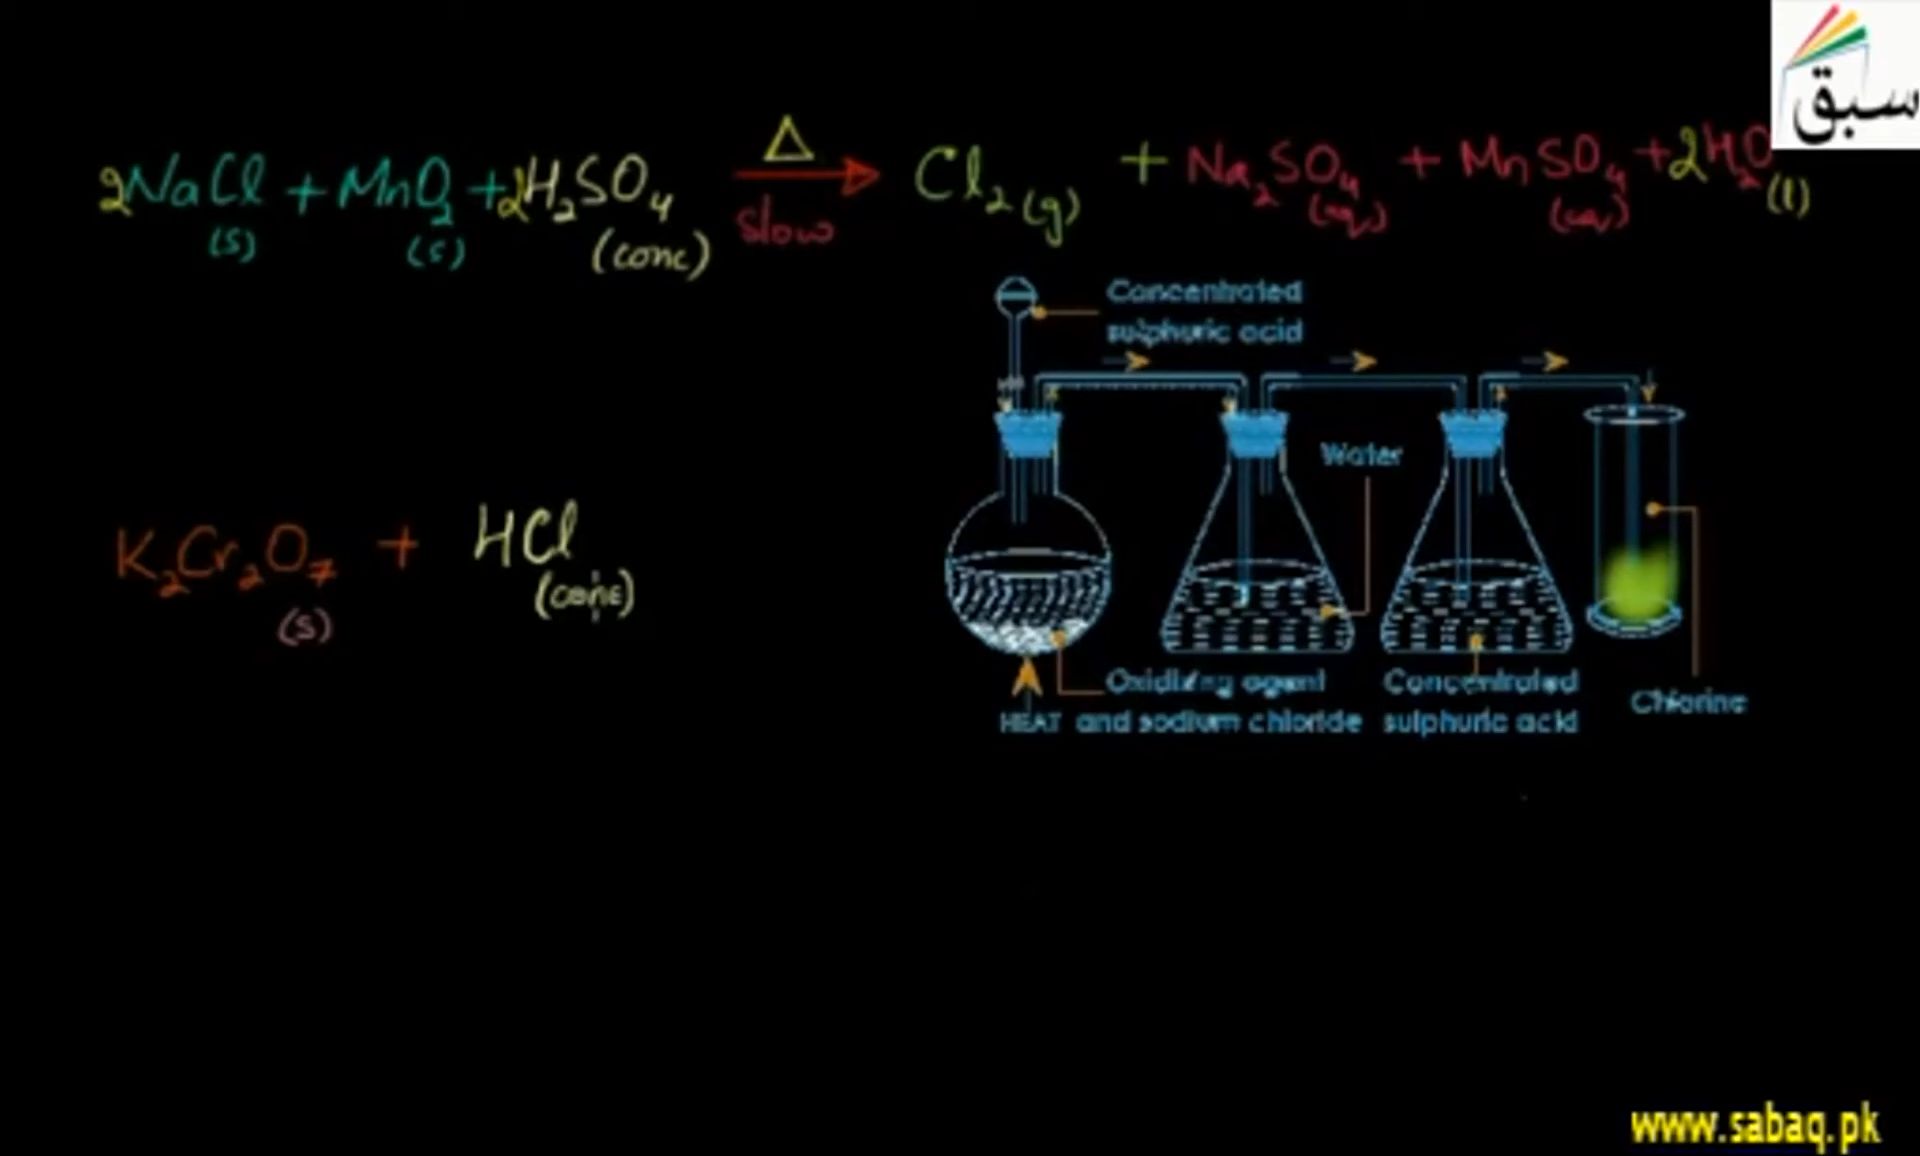 سبق
2NaCl(s) + MnO2(s) + 2H2SO4(conc) Δ slow → Cl2(g) + Na2SO4(aq) + MnSO4(aq) + 2H2O(l)
Concentrated
sulphuric acid
Water
K2Cr2O7(s) + HCl(conc)
Oxidizing agent
and sodium chloride
HEAT
Concentrated
sulphuric acid
Chlorine
www.sabaq.pk